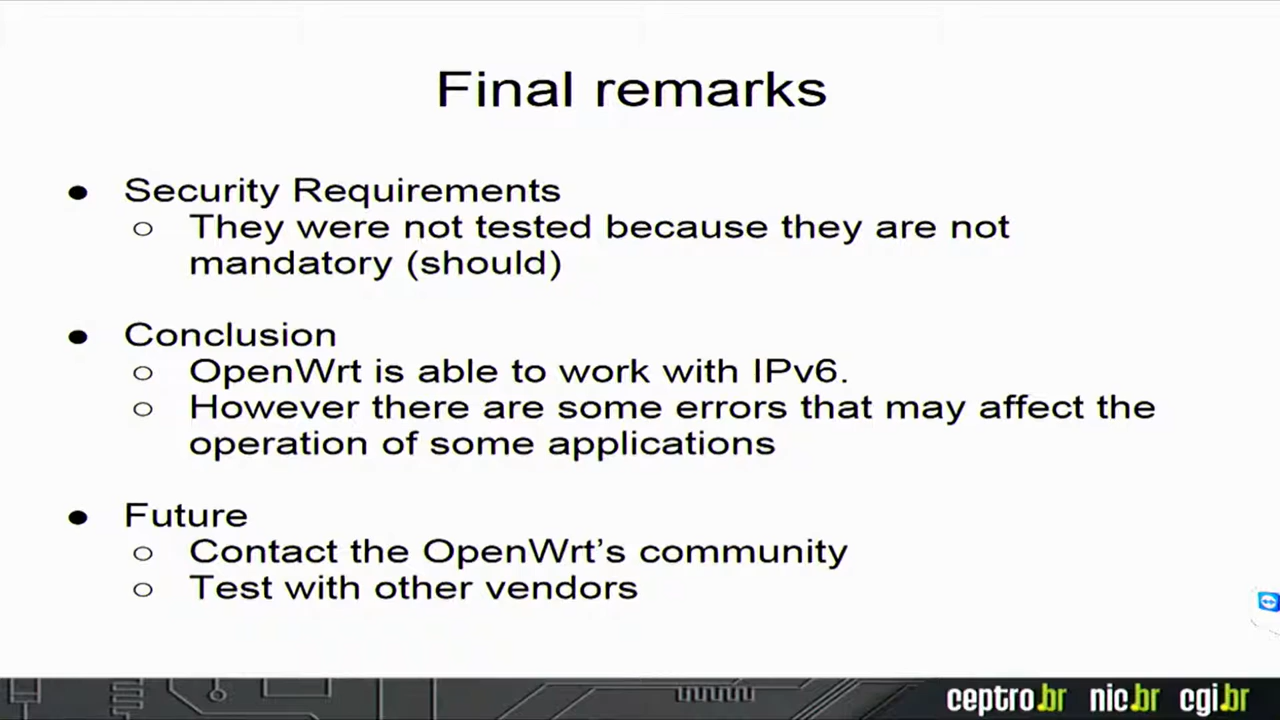 Final remarks
● Security Requirements
○ They were not tested because they are not
mandatory (should)
● Conclusion
○ OpenWrt is able to work with IPv6.
○ However there are some errors that may affect the
operation of some applications
● Future
○ Contact the OpenWrt’s community
○ Test with other vendors
ceptro.br nic.br cgi.br